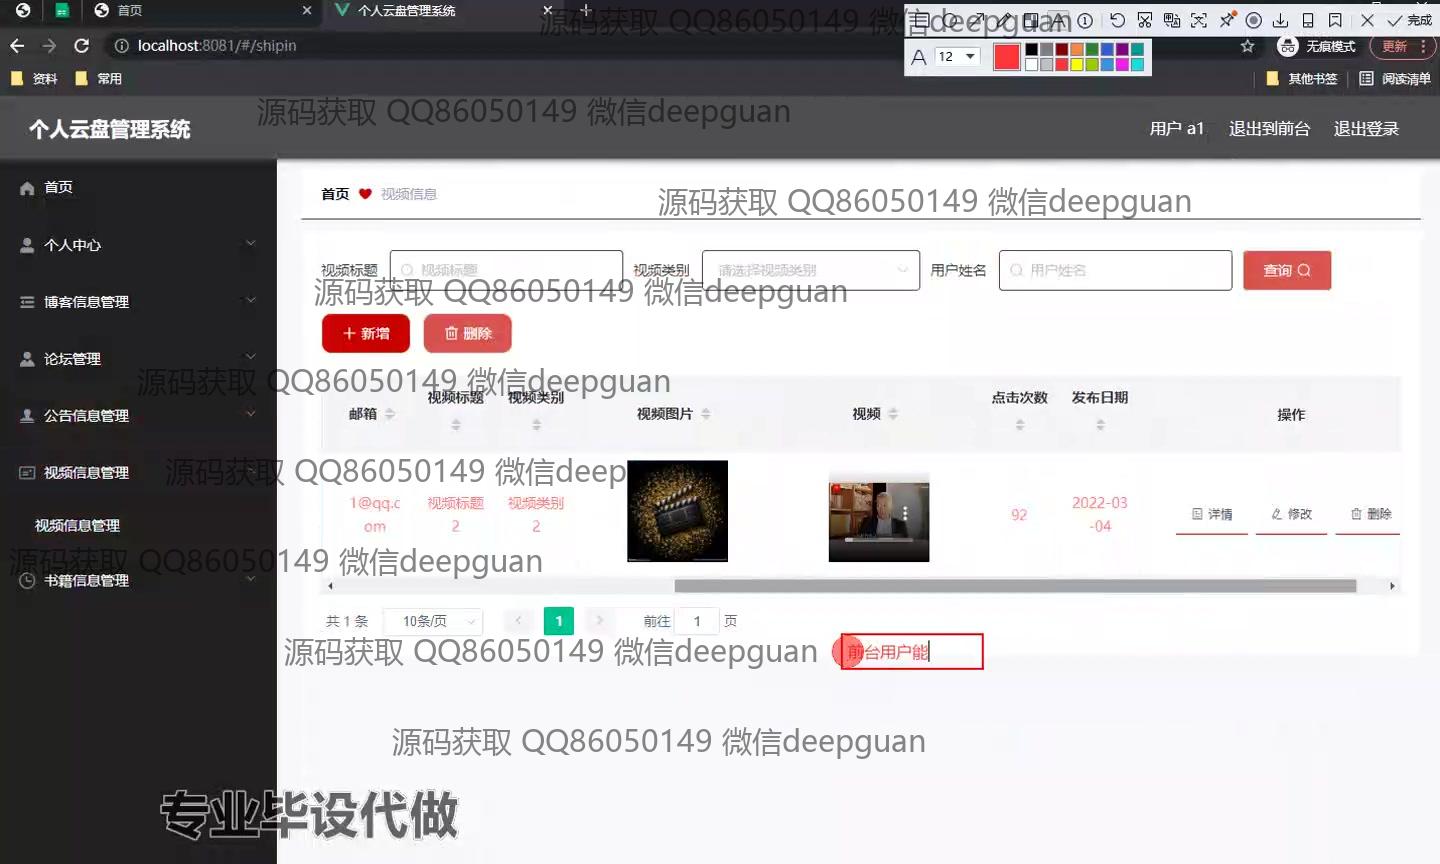 首页
个人云盘管理系统
源码获取 QQ86050149 微信deepguan
完成
localhost:8081/#/shipin
A 12
无痕模式
更新
资料
常用
其他书签
阅读清单
源码获取 QQ86050149 微信deepguan
个人云盘管理系统
用户 a1
退出到前台
退出登录
首页
首页
视频信息
源码获取 QQ86050149 微信deepguan
个人中心
视频标题
视频标题
视频类别
请选择视频类别
用户姓名
用户姓名
查询
源码获取 QQ86050149 微信deepguan
博客信息管理
新增
删除
论坛管理
源码获取 QQ86050149 微信deepguan
公告信息管理
邮箱
视频标题
视频类别
视频图片
视频
点击次数
发布日期
操作
视频信息管理
源码获取 QQ86050149 微信deep
1@qq.c
om
视频标题
2
视频类别
2
92
2022-03
-04
详情
修改
删除
视频信息管理
源码获取 QQ86050149 微信deepguan
书籍信息管理
共 1 条
10条/页
1
前往
1
页
源码获取 QQ86050149 微信deepguan
前台用户能
源码获取 QQ86050149 微信deepguan
专业毕设代做